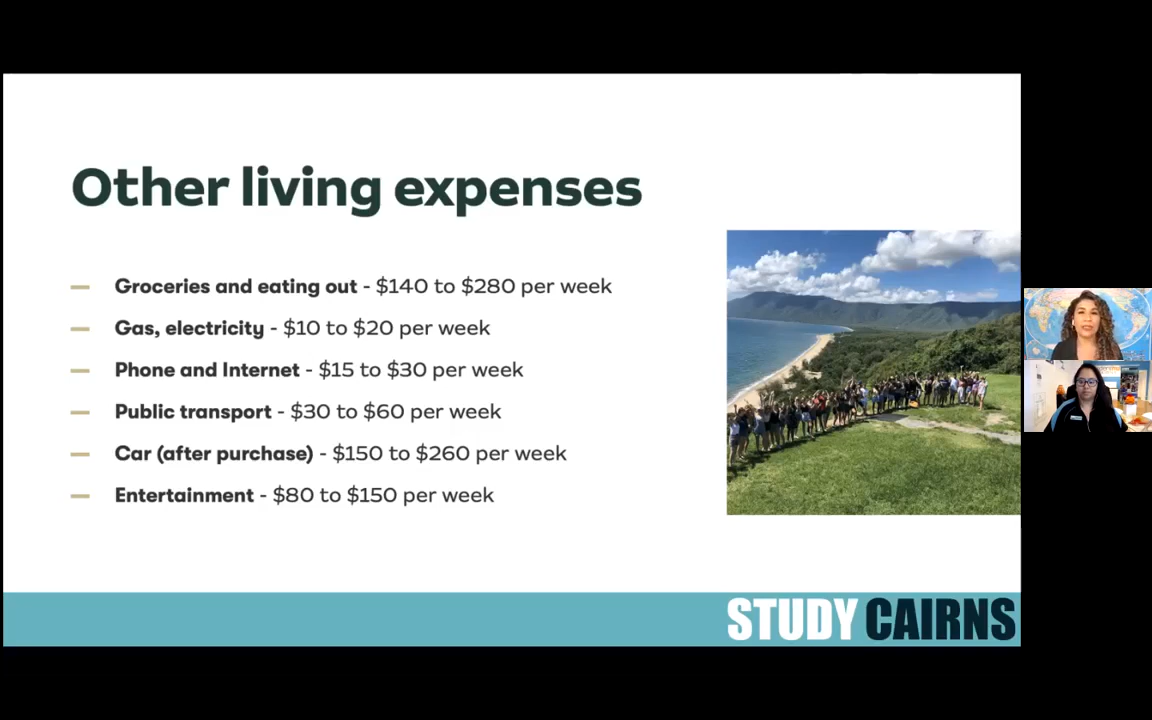 Other living expenses
— Groceries and eating out - $140 to $280 per week
— Gas, electricity - $10 to $20 per week
— Phone and Internet - $15 to $30 per week
— Public transport - $30 to $60 per week
— Car (after purchase) - $150 to $260 per week
— Entertainment - $80 to $150 per week
STUDY CAIRNS